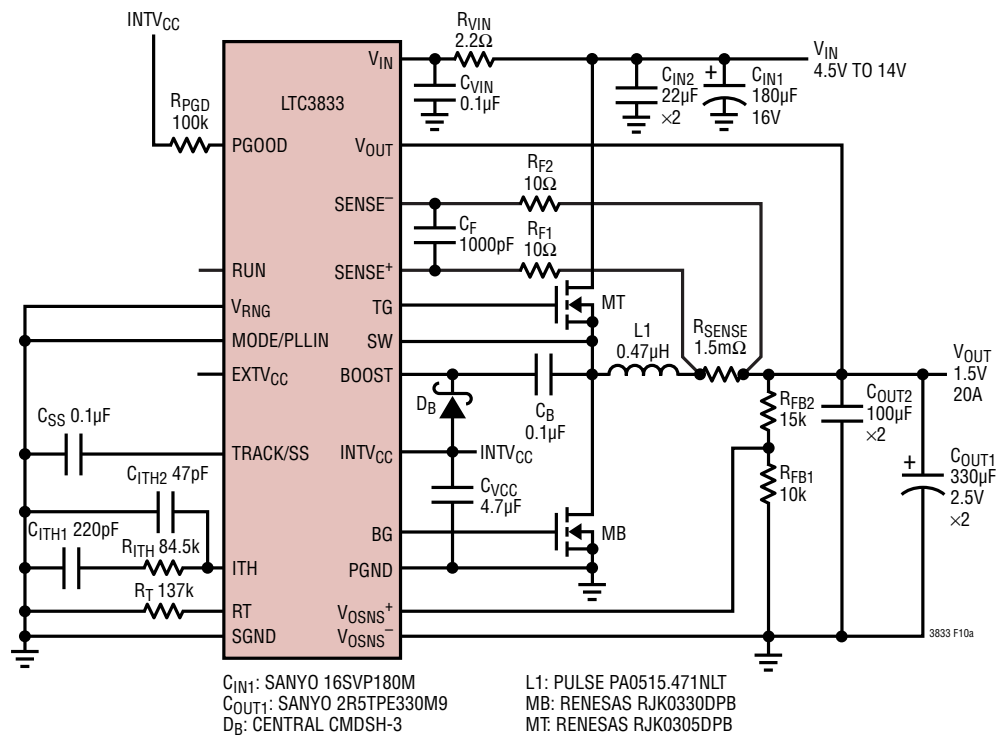 INTVCC
RPGD
100k
PGOOD
LTC3833
VIN
RVIN
2.2Ω
CVIN
0.1µF
CIN2
22µF
×2
+
CIN1
180µF
16V
VIN
4.5V TO 14V
VOUT
SENSE–
RF2
10Ω
CF
1000pF
RF1
10Ω
SENSE+
RUN
VRNG
MODE/PLLIN
EXTVCC
TG
MT
SW
BOOST
L1
0.47µH
RSENSE
1.5mΩ
VOUT
1.5V
20A
DB
CB
0.1µF
RFB2
15k
COUT2
100µF
×2
CSS 0.1µF
TRACK/SS
INTVCC
INTVCC
RFB1
10k
+
COUT1
330µF
2.5V
×2
CITH2 47pF
CVCC
4.7µF
CITH1 220pF
RITH 84.5k
ITH
BG
MB
PGND
RT 137k
RT
VOSNS+
SGND
VOSNS–
3833 F10a
CIN1: SANYO 16SVP180M
COUT1: SANYO 2R5TPE330M9
DB: CENTRAL CMDSH-3
L1: PULSE PA0515.471NLT
MB: RENESAS RJK0330DPB
MT: RENESAS RJK0305DPB